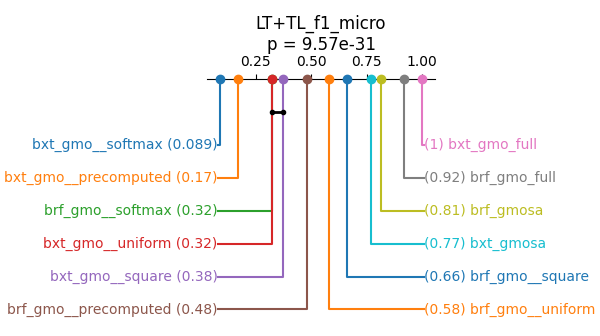 LT+TL_f1_micro
p = 9.57e-31
0.25 0.50 0.75 1.00
bxt_gmo__softmax (0.089) (1) bxt_gmo_full
bxt_gmo__precomputed (0.17) (0.92) brf_gmo_full
brf_gmo__softmax (0.32) (0.81) brf_gmosa
bxt_gmo__uniform (0.32) (0.77) bxt_gmosa
bxt_gmo__square (0.38) (0.66) brf_gmo__square
brf_gmo__precomputed (0.48) (0.58) brf_gmo__uniform